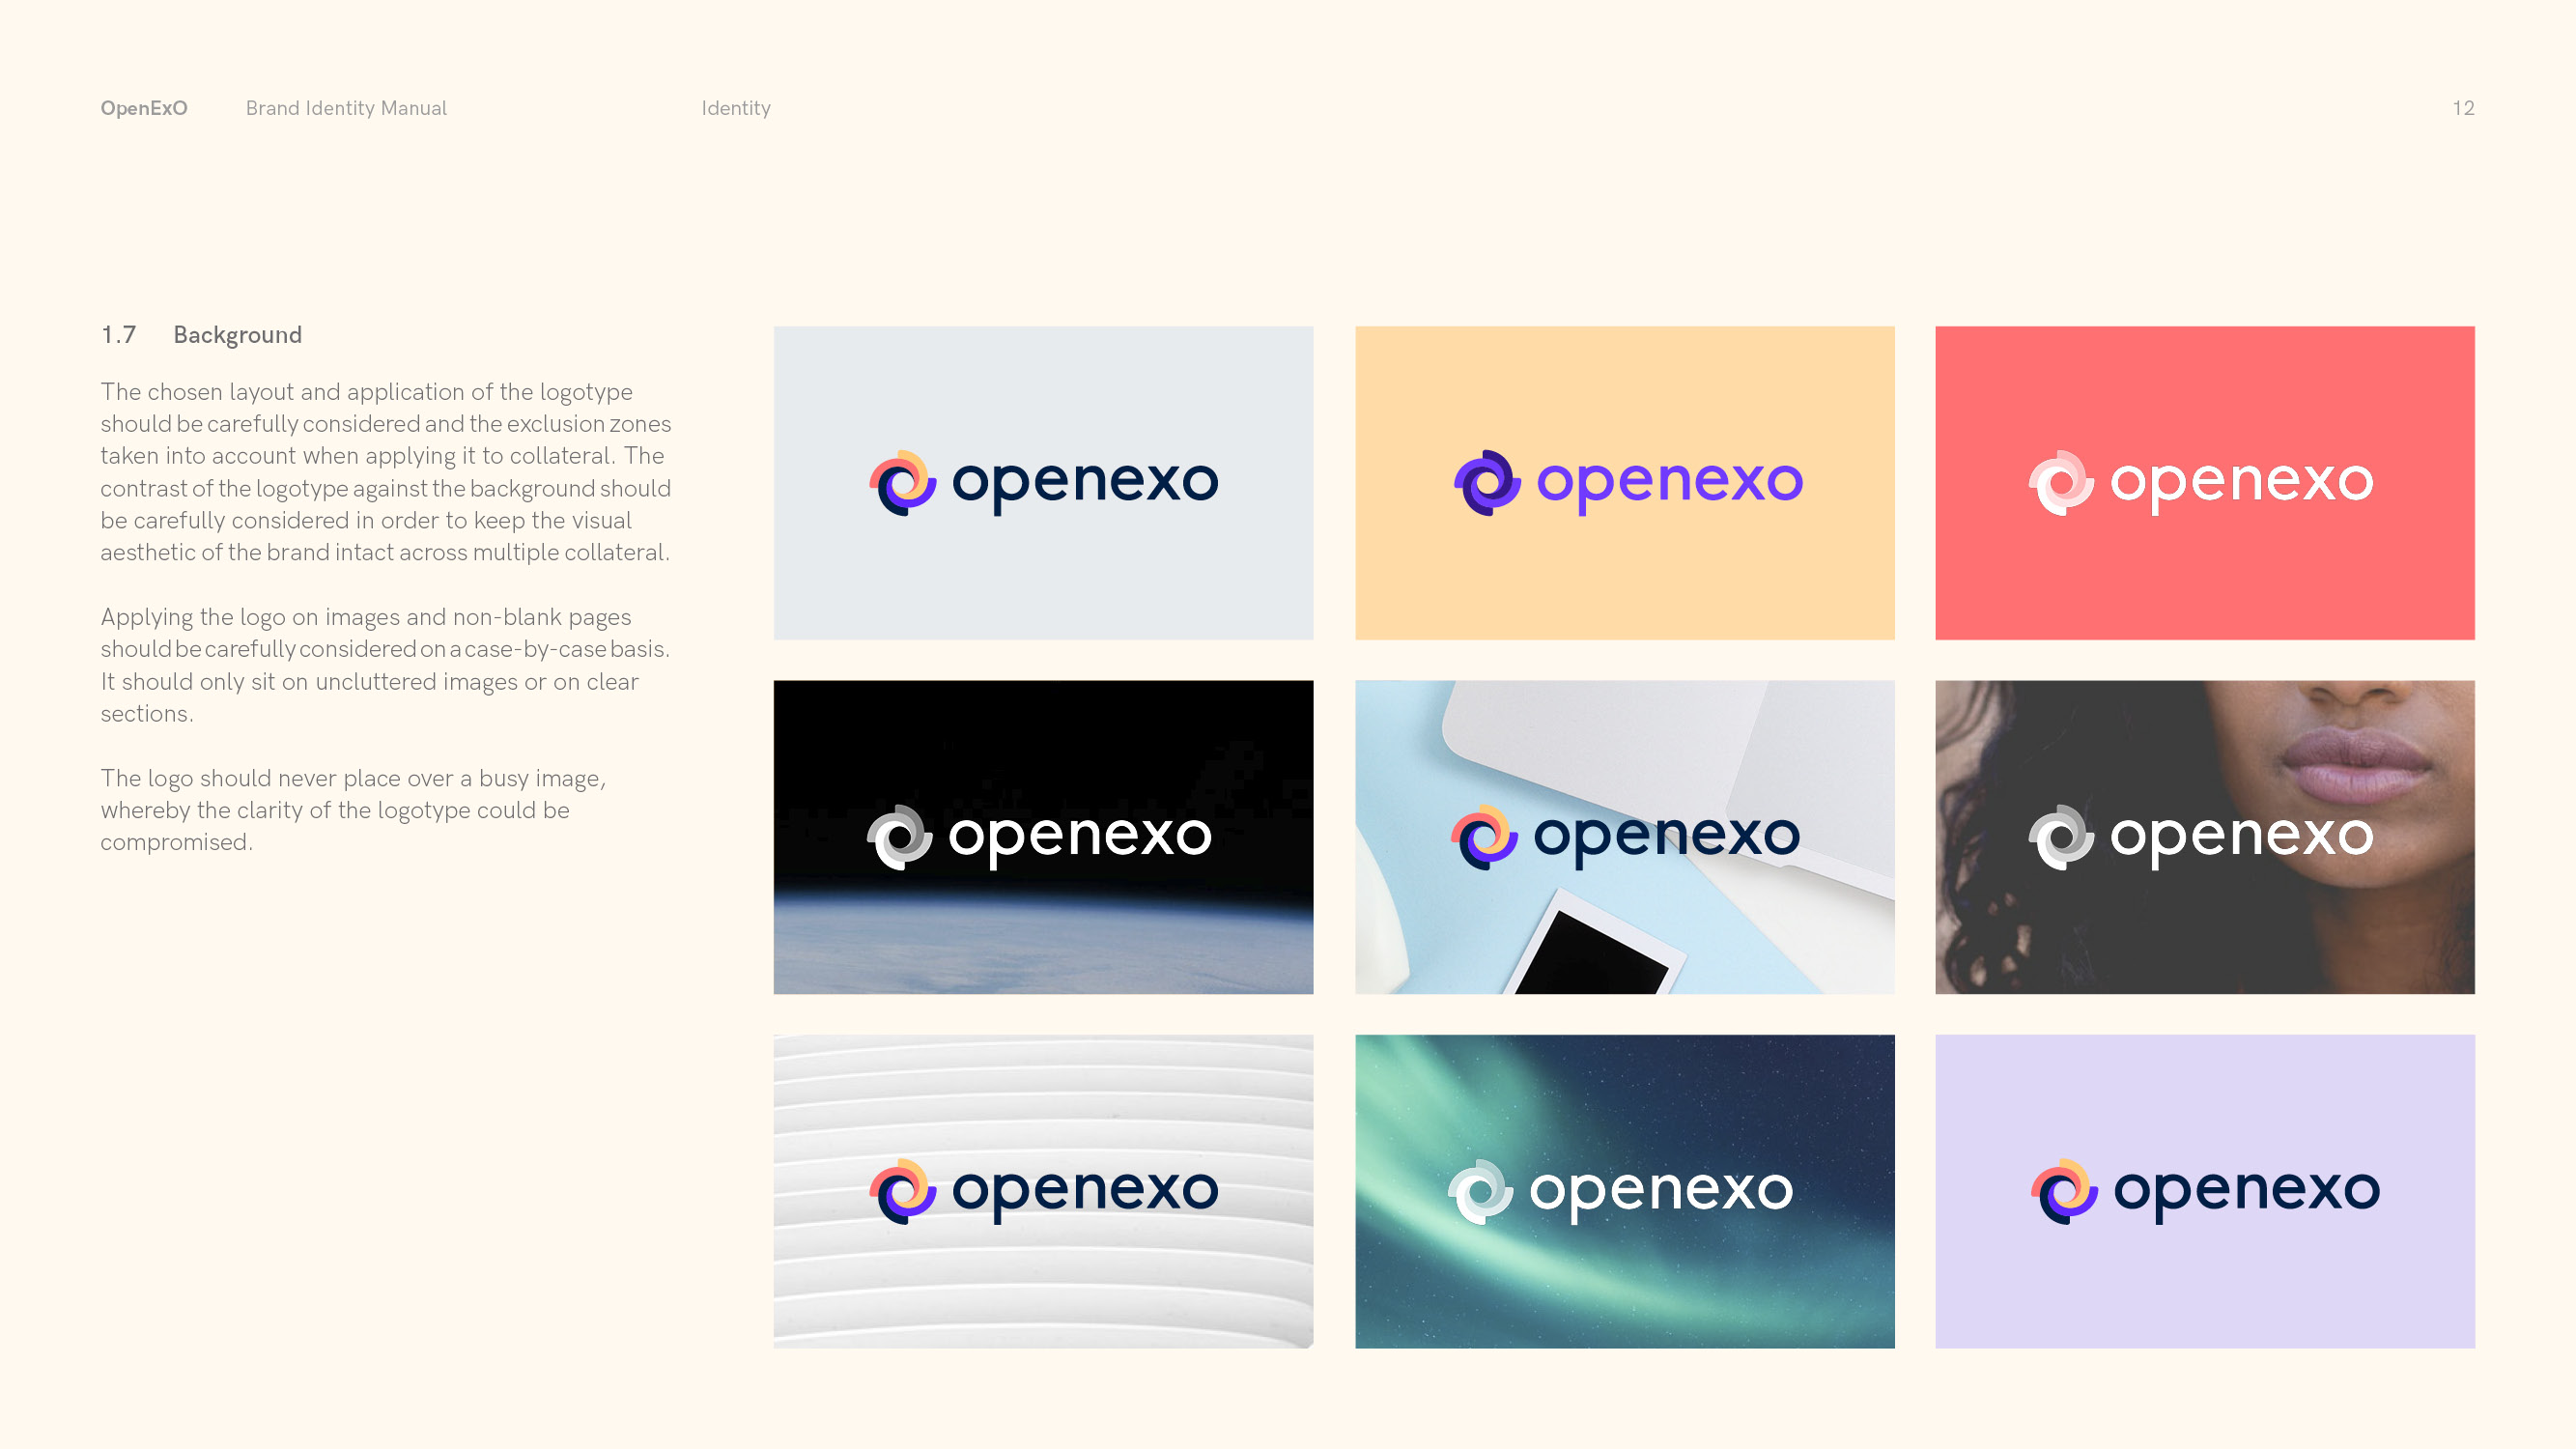 OpenExO Brand Identity Manual Identity 12
1.7 Background
The chosen layout and application of the logotype
should be carefully considered and the exclusion zones
taken into account when applying it to collateral. The
contrast of the logotype against the background should
be carefully considered in order to keep the visual
aesthetic of the brand intact across multiple collateral.
Applying the logo on images and non-blank pages
should be carefully considered on a case-by-case basis.
It should only sit on uncluttered images or on clear
sections.
The logo should never place over a busy image,
whereby the clarity of the logotype could be
compromised.
openexo
openexo
openexo
openexo
openexo
openexo
openexo
openexo
openexo